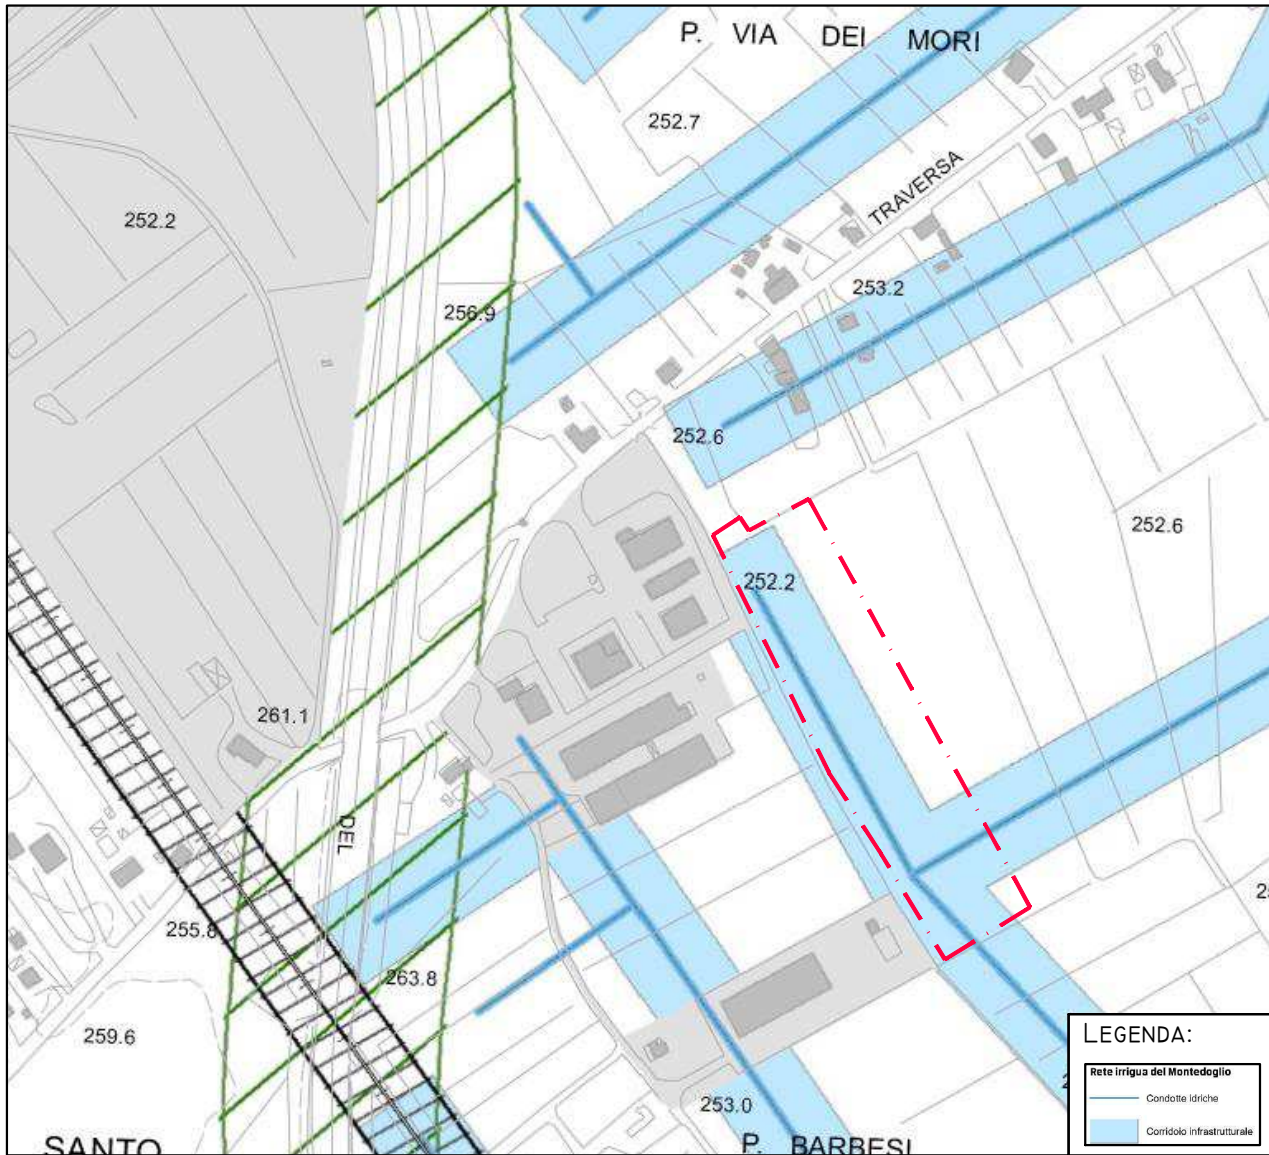 P. VIA DEI MORI
252.7
TRAVERSA
252.2
253.2
256.9
252.6
252.6
252.2
261.1
DEL
255.8
263.8
259.6
253.0
SANTO
P. BARBESI
LEGENDA:
Rete irrigua del Montedoglio
Condotte Idriche
Corridoio infrastrutturale